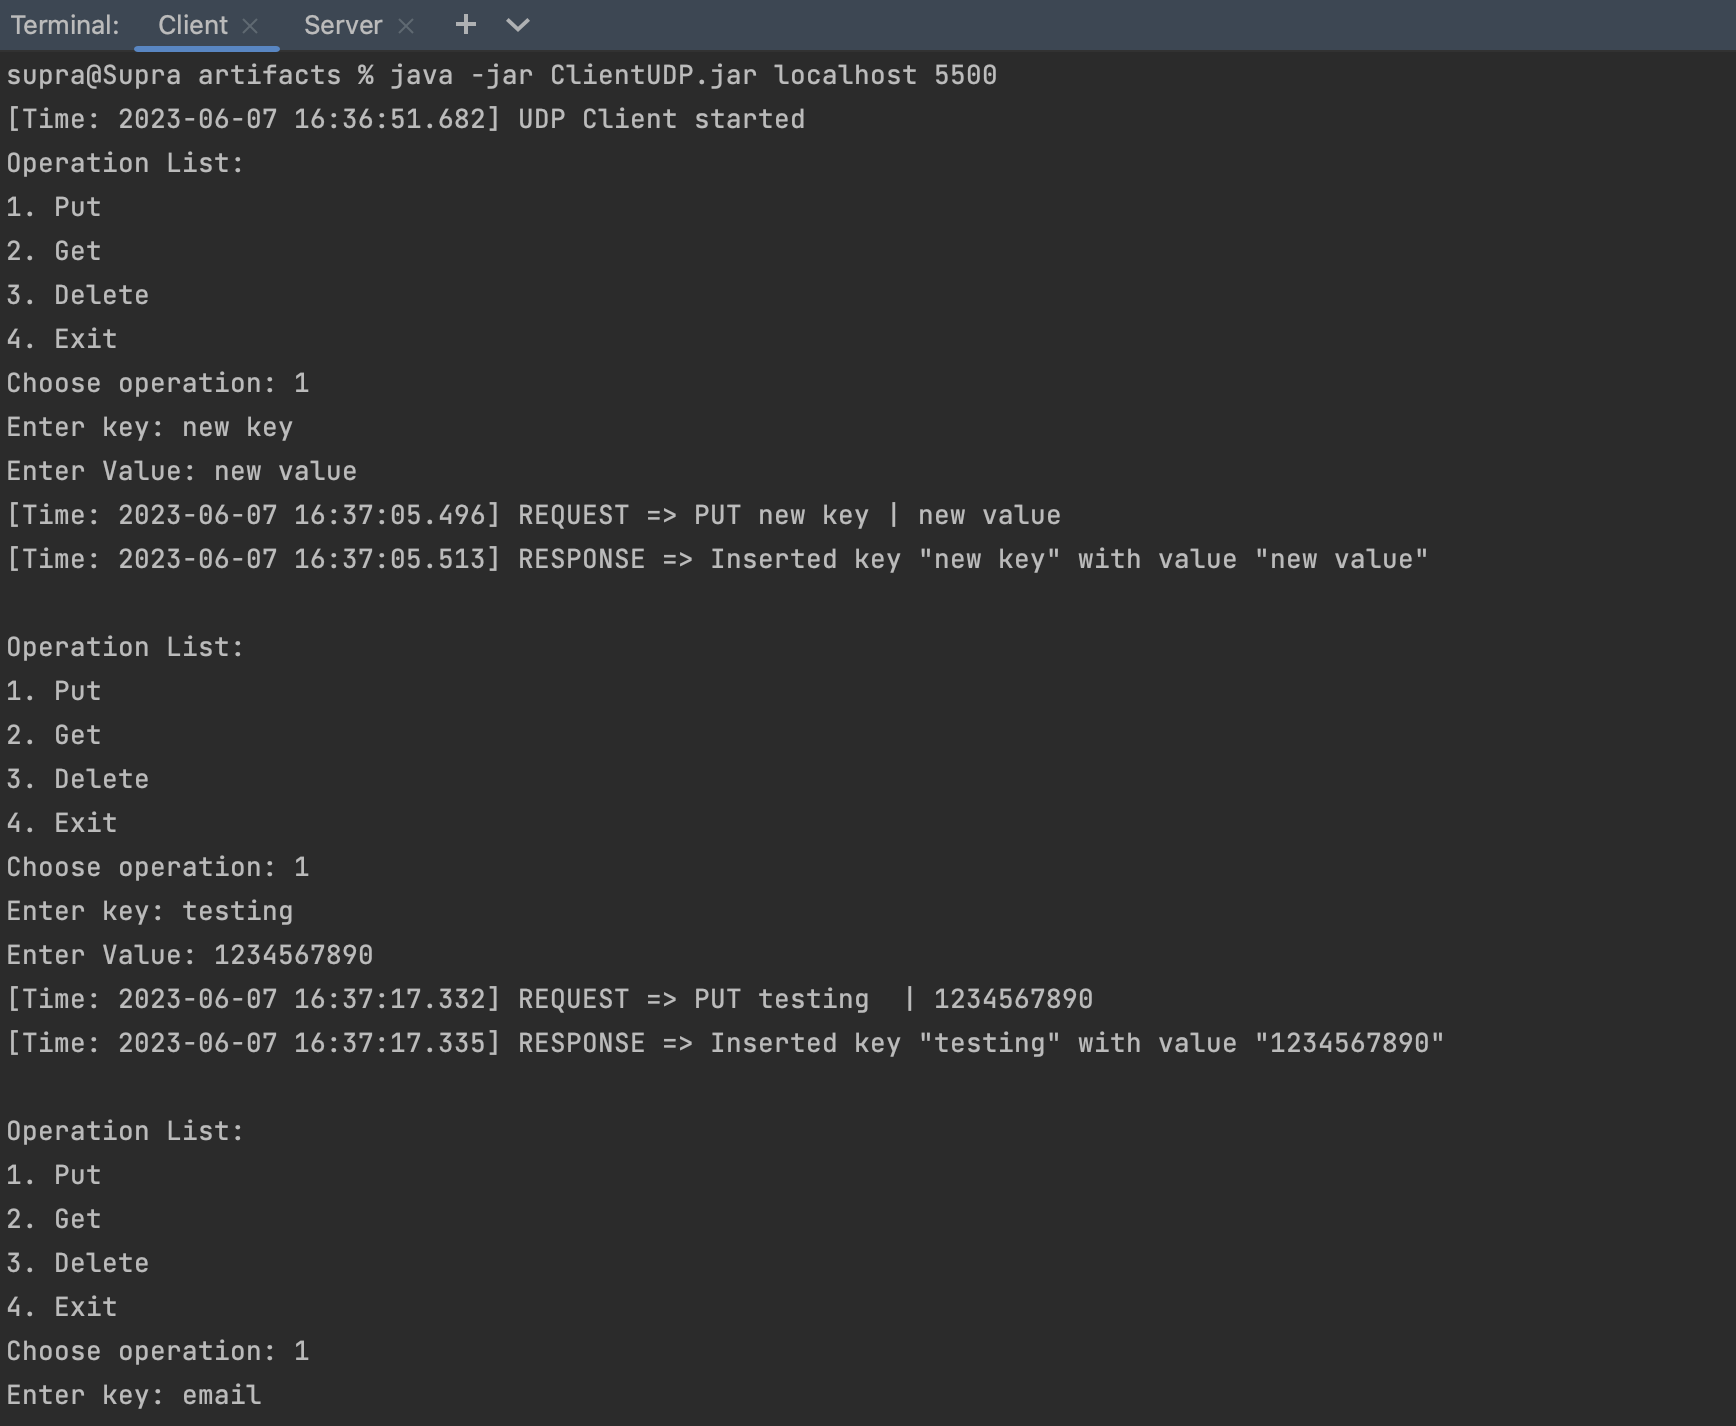 Terminal: Client × Server × +
supra@Supra artifacts % java -jar ClientUDP.jar localhost 5500
[Time: 2023-06-07 16:36:51.682] UDP Client started
Operation List:
1. Put
2. Get
3. Delete
4. Exit
Choose operation: 1
Enter key: new key
Enter Value: new value
[Time: 2023-06-07 16:37:05.496] REQUEST => PUT new key | new value
[Time: 2023-06-07 16:37:05.513] RESPONSE => Inserted key "new key" with value "new value"
Operation List:
1. Put
2. Get
3. Delete
4. Exit
Choose operation: 1
Enter key: testing
Enter Value: 1234567890
[Time: 2023-06-07 16:37:17.332] REQUEST => PUT testing  | 1234567890
[Time: 2023-06-07 16:37:17.335] RESPONSE => Inserted key "testing" with value "1234567890"
Operation List:
1. Put
2. Get
3. Delete
4. Exit
Choose operation: 1
Enter key: email